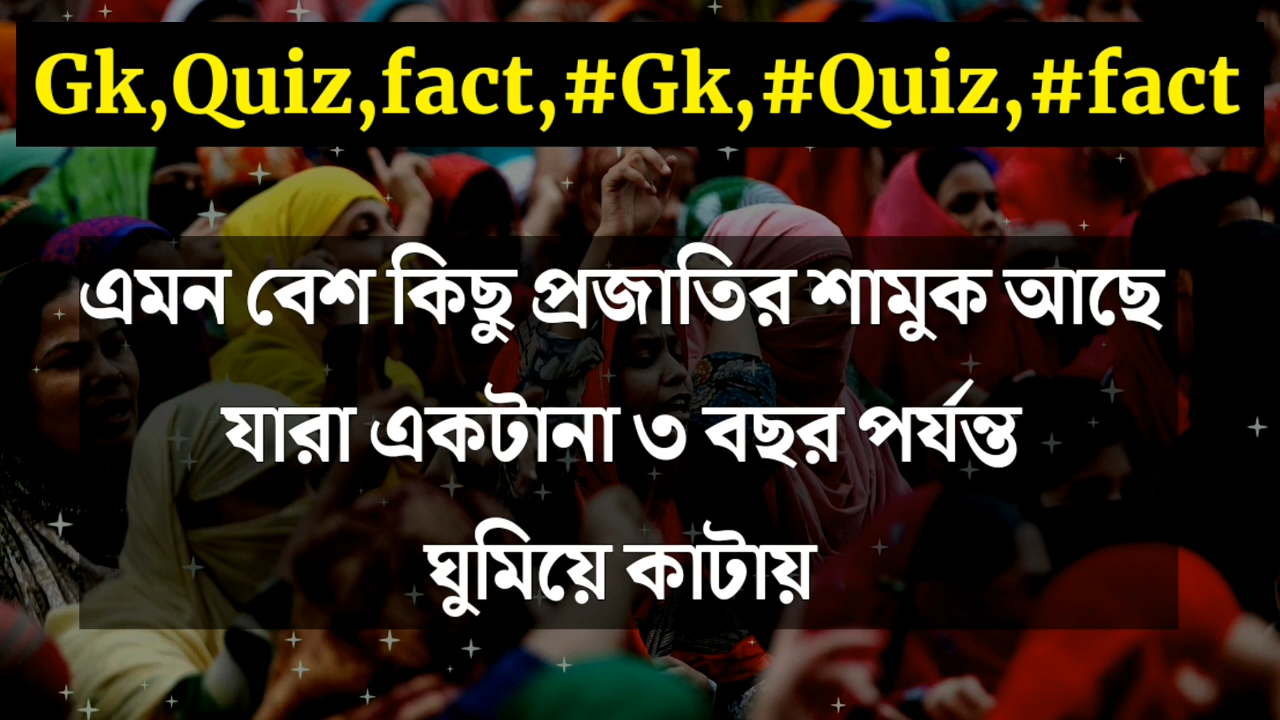 Gk,Quiz,fact,#Gk,#Quiz,#fact
এমন বেশ কিছু প্রজাতির শামুক আছে
যারা একটানা ৩ বছর পর্যন্ত
ঘুমিয়ে কাটায়